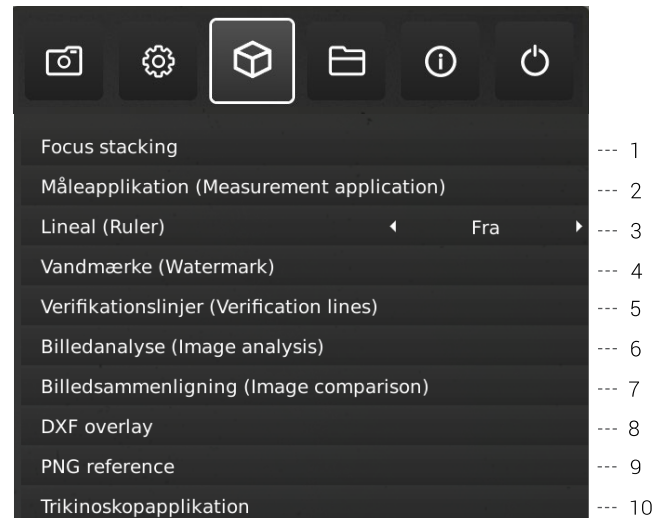 Focus stacking --- 1
Måleapplikation (Measurement application) --- 2
Lineal (Ruler) Fra --- 3
Vandmærke (Watermark) --- 4
Verifikationslinjer (Verification lines) --- 5
Billedanalyse (Image analysis) --- 6
Billedsammenligning (Image comparison) --- 7
DXF overlay --- 8
PNG reference --- 9
Trikinoskopapplikation --- 10